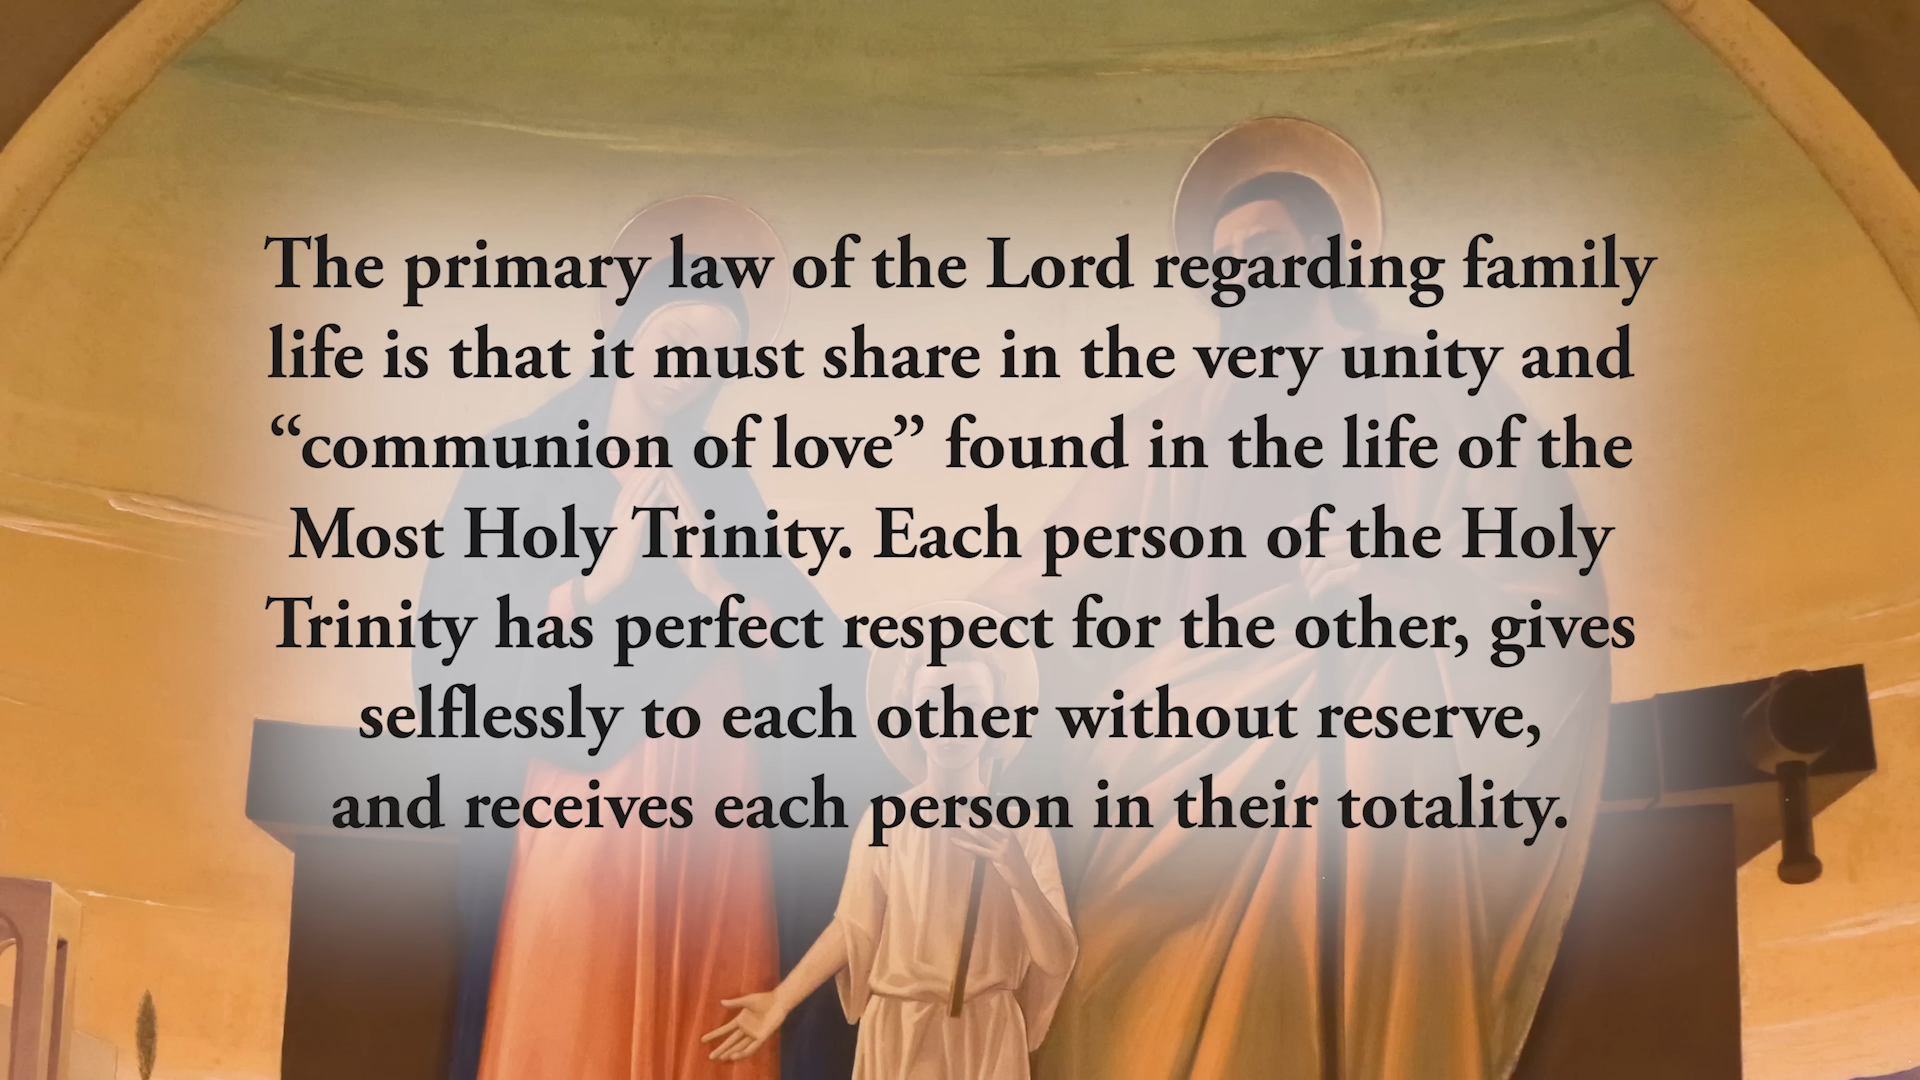 The primary law of the Lord regarding family
life is that it must share in the very unity and
“communion of love” found in the life of the
Most Holy Trinity. Each person of the Holy
Trinity has perfect respect for the other, gives
selflessly to each other without reserve,
and receives each person in their totality.